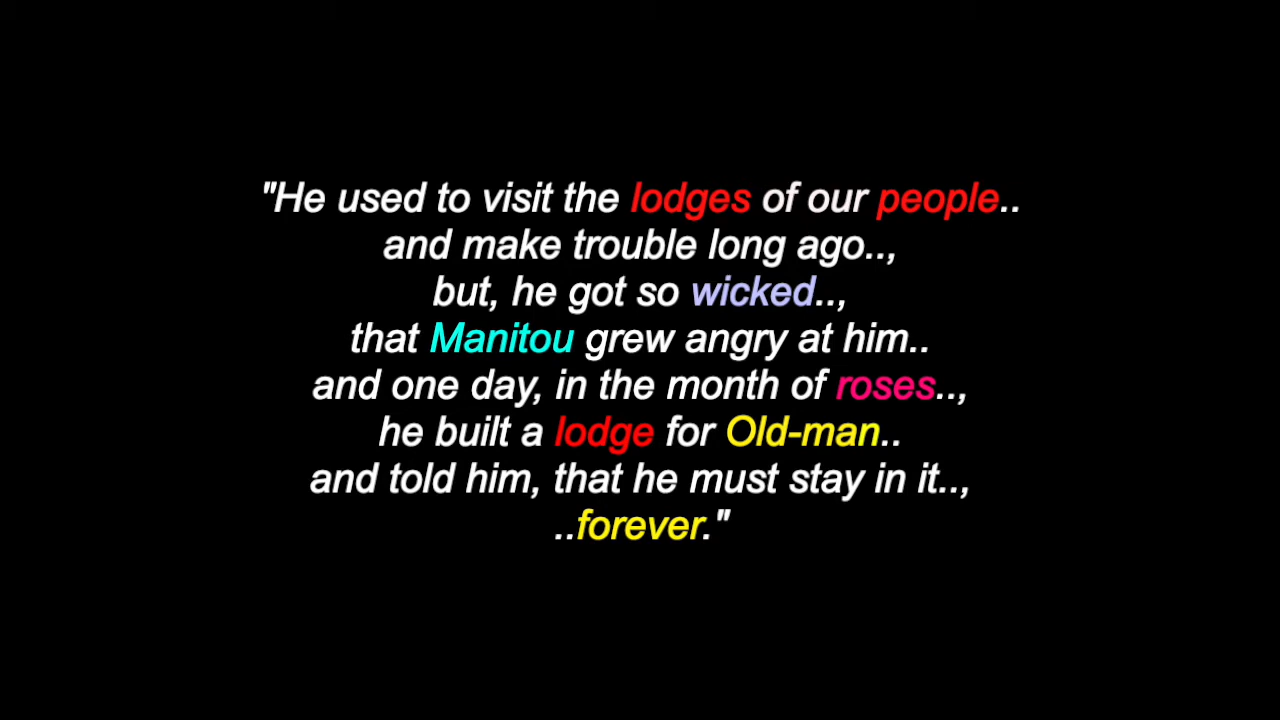 "He used to visit the lodges of our people..
and make trouble long ago..,
but, he got so wicked..,
that Manitou grew angry at him..
and one day, in the month of roses..,
he built a lodge for Old-man..
and told him, that he must stay in it..,
..forever."